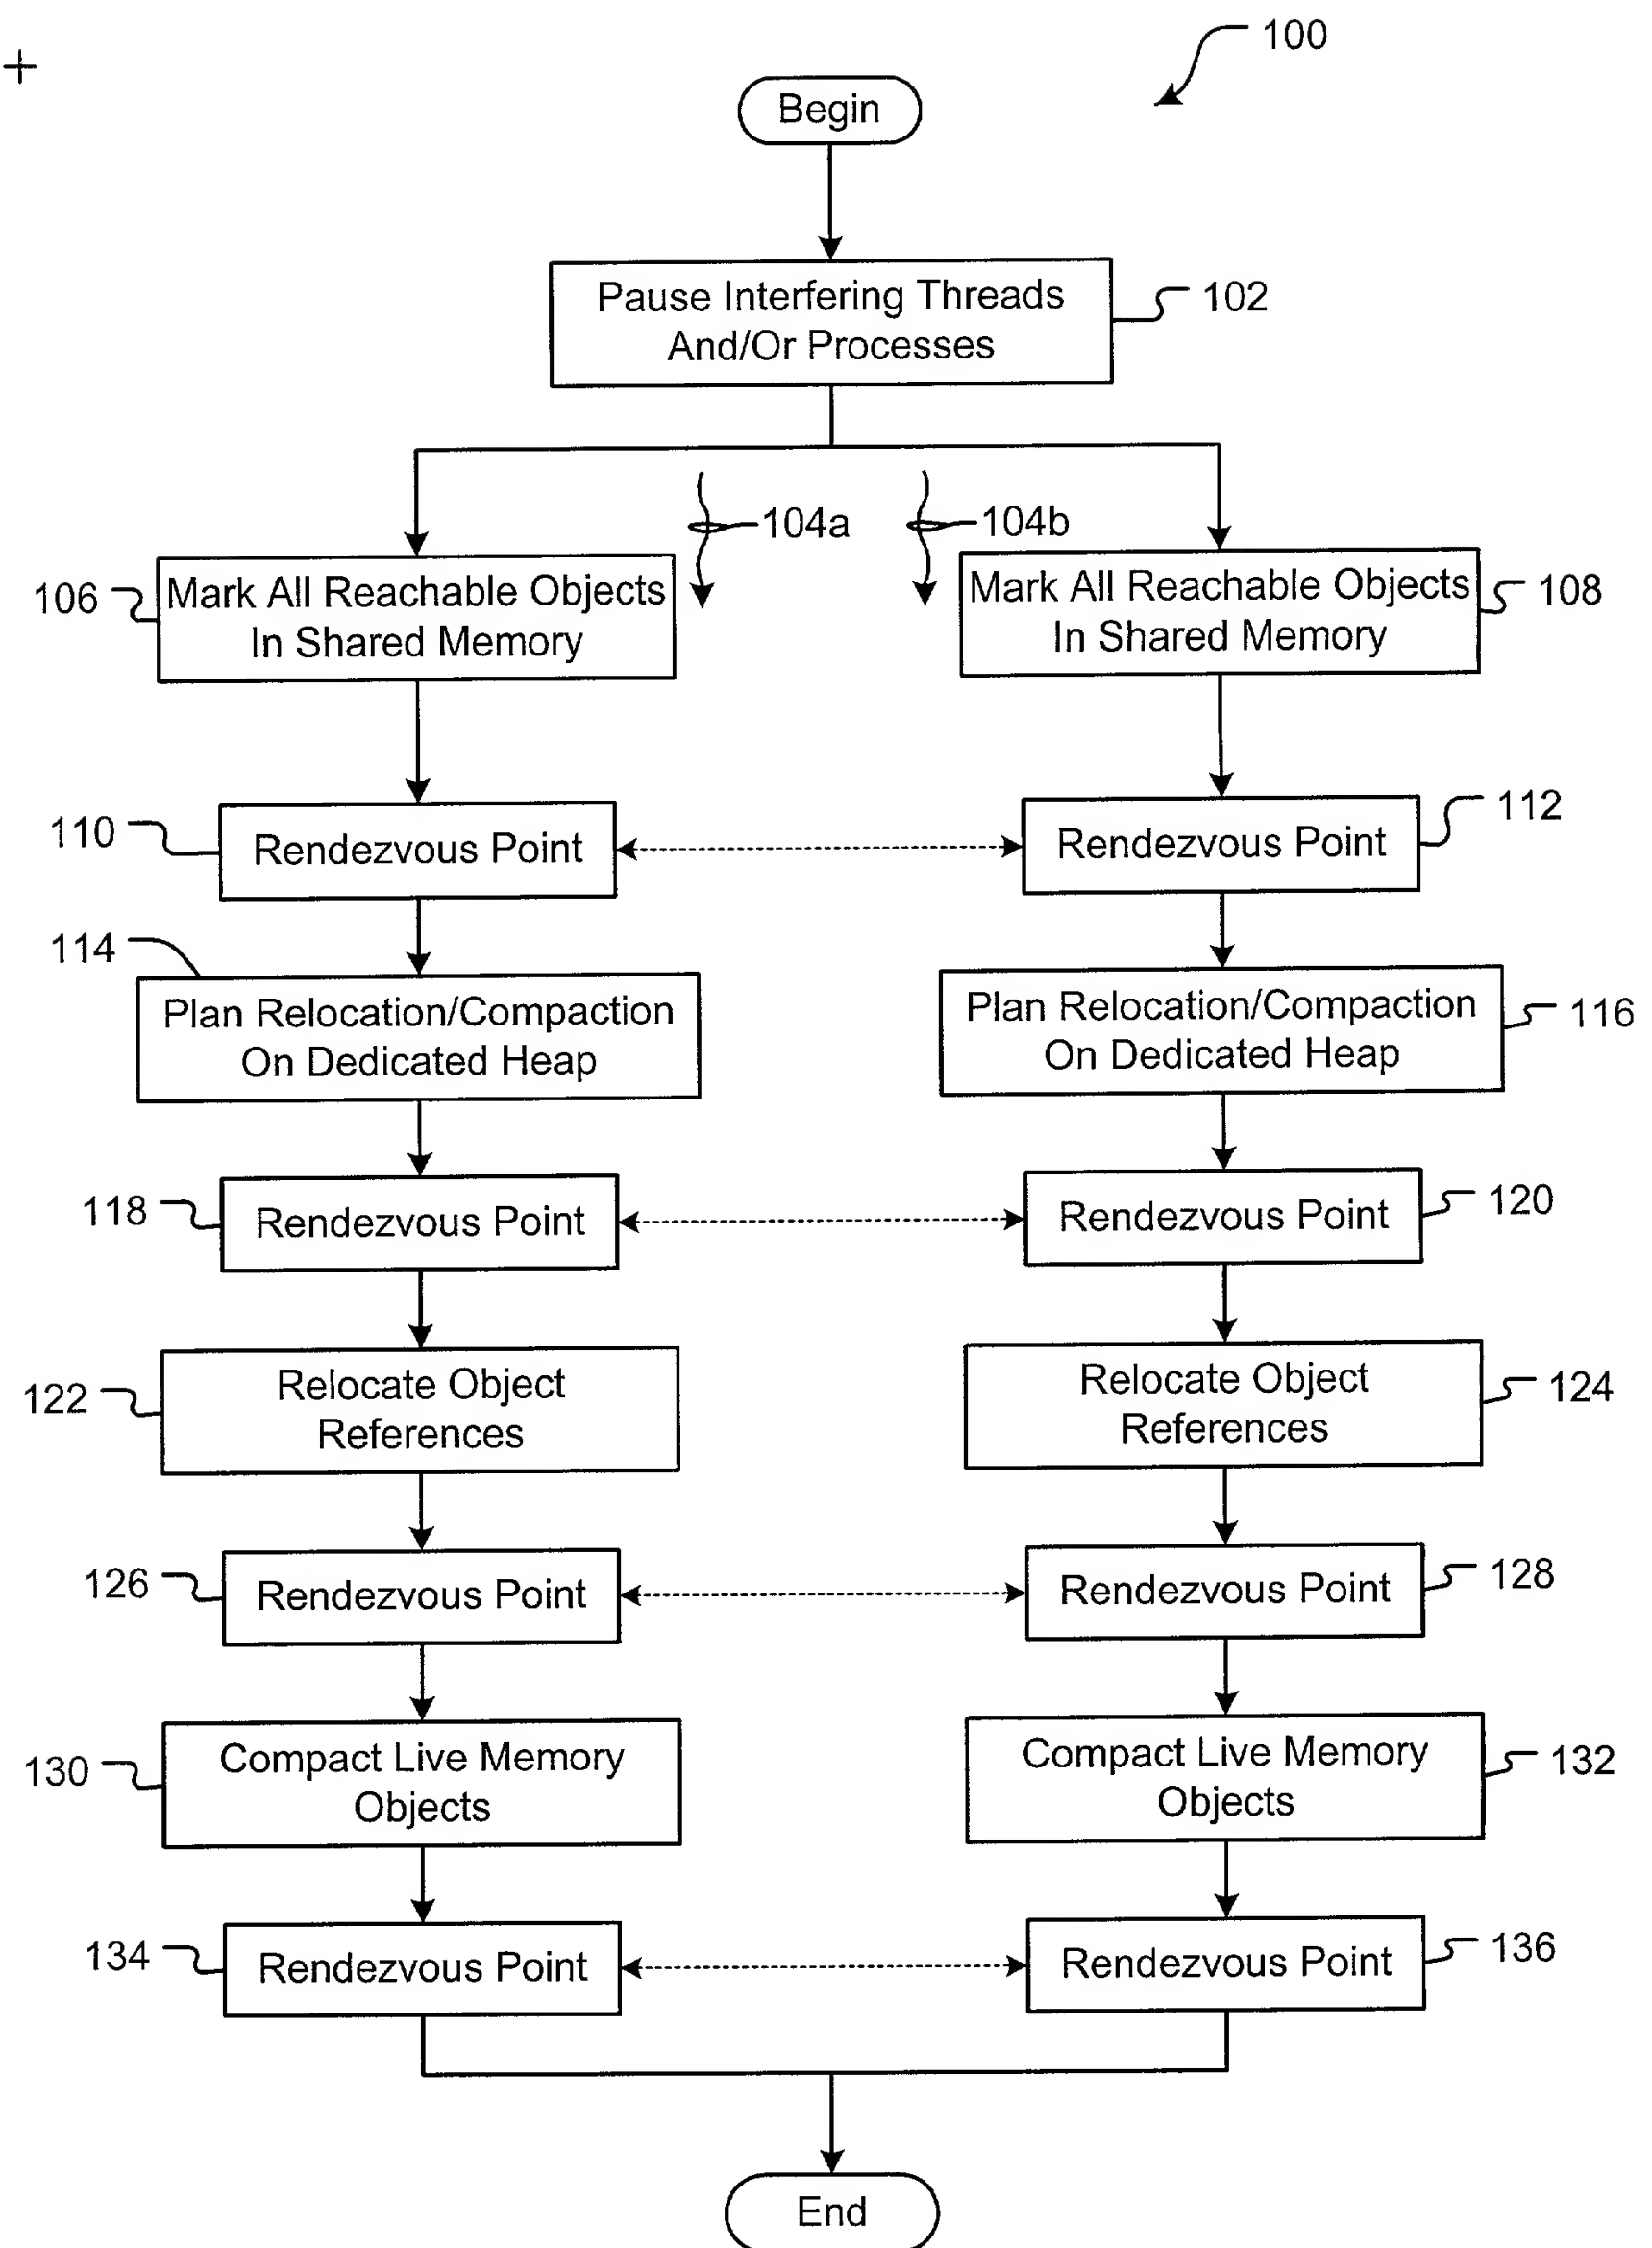 100
+
Begin
Pause Interfering Threads
And/Or Processes
102
104a
104b
106
Mark All Reachable Objects
In Shared Memory
Mark All Reachable Objects
In Shared Memory
108
110
Rendezvous Point
Rendezvous Point
112
114
Plan Relocation/Compaction
On Dedicated Heap
Plan Relocation/Compaction
On Dedicated Heap
116
118
Rendezvous Point
Rendezvous Point
120
122
Relocate Object
References
Relocate Object
References
124
126
Rendezvous Point
Rendezvous Point
128
130
Compact Live Memory
Objects
Compact Live Memory
Objects
132
134
Rendezvous Point
Rendezvous Point
136
End